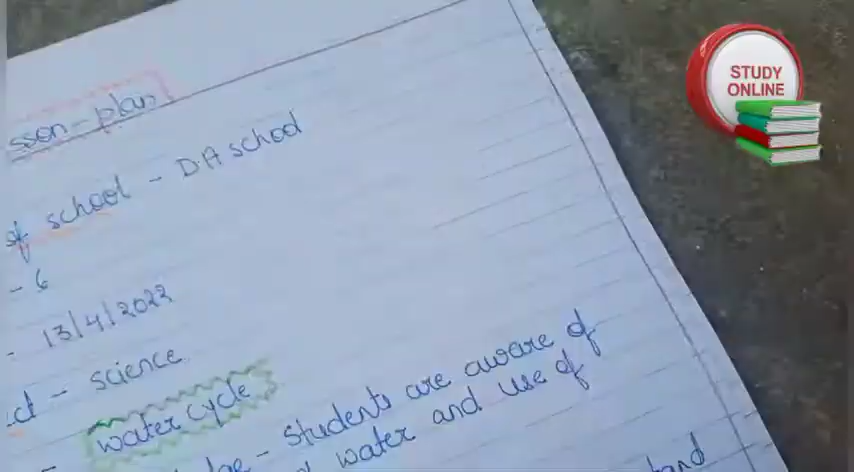 sson-plan
of school - DA school
- 6
- 13/4/2022
ct - science
- water cycle
- Students are aware of
water and use of
and
STUDY
ONLINE